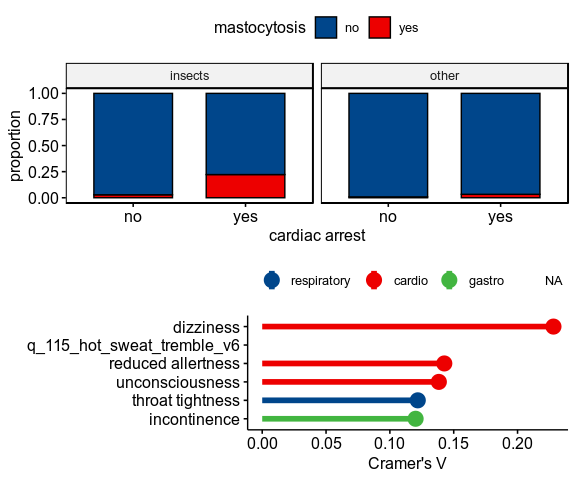 mastocytosis no yes
insects other
proportion
1.00
0.75
0.50
0.25
0.00
no yes no yes
cardiac arrest
respiratory cardio gastro NA
dizziness
q_115_hot_sweat_tremble_v6
reduced allertness
unconsciousness
throat tightness
incontinence
0.00 0.05 0.10 0.15 0.20
Cramer's V